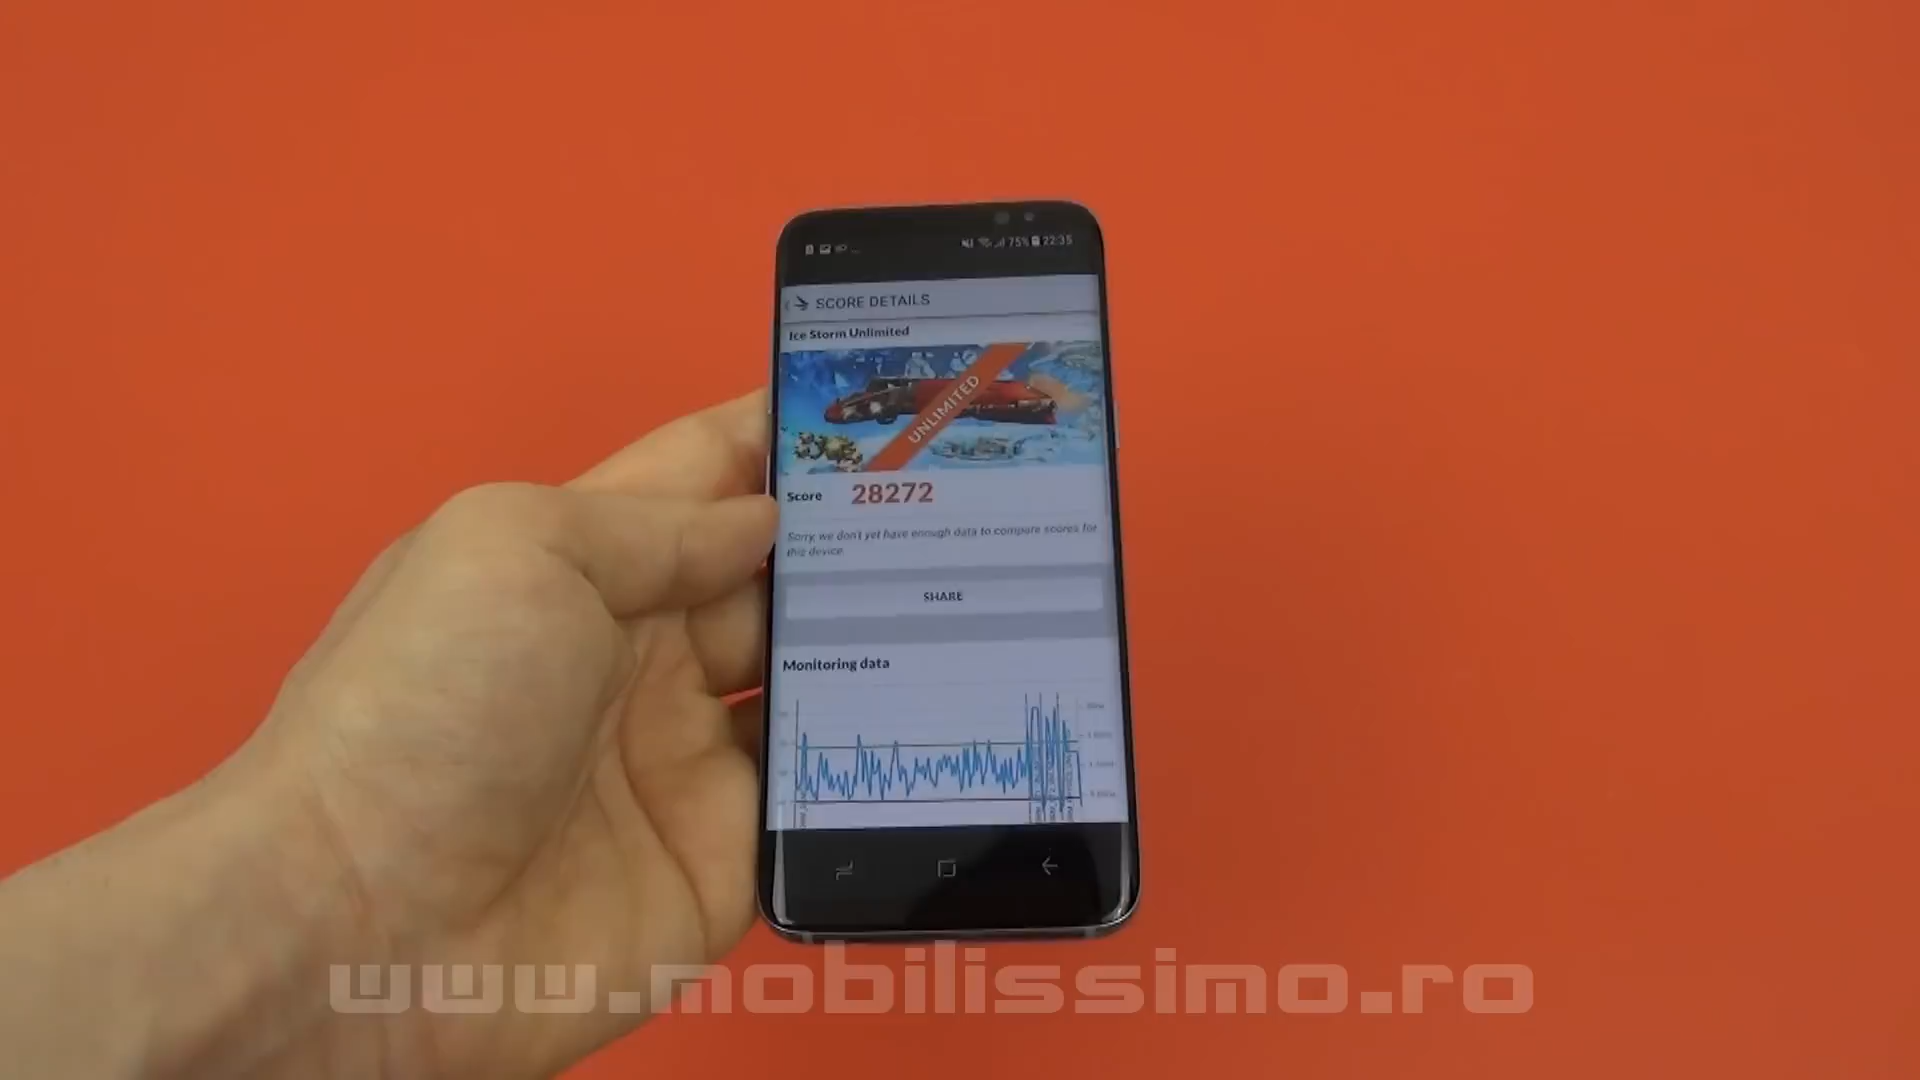 75% 22:35
SCORE DETAILS
Ice Storm Unlimited
UNLIMITED
Score 28272
Sorry, we don't yet have enough data to compare scores for
this device
SHARE
Monitoring data
www.mobilissimo.ro